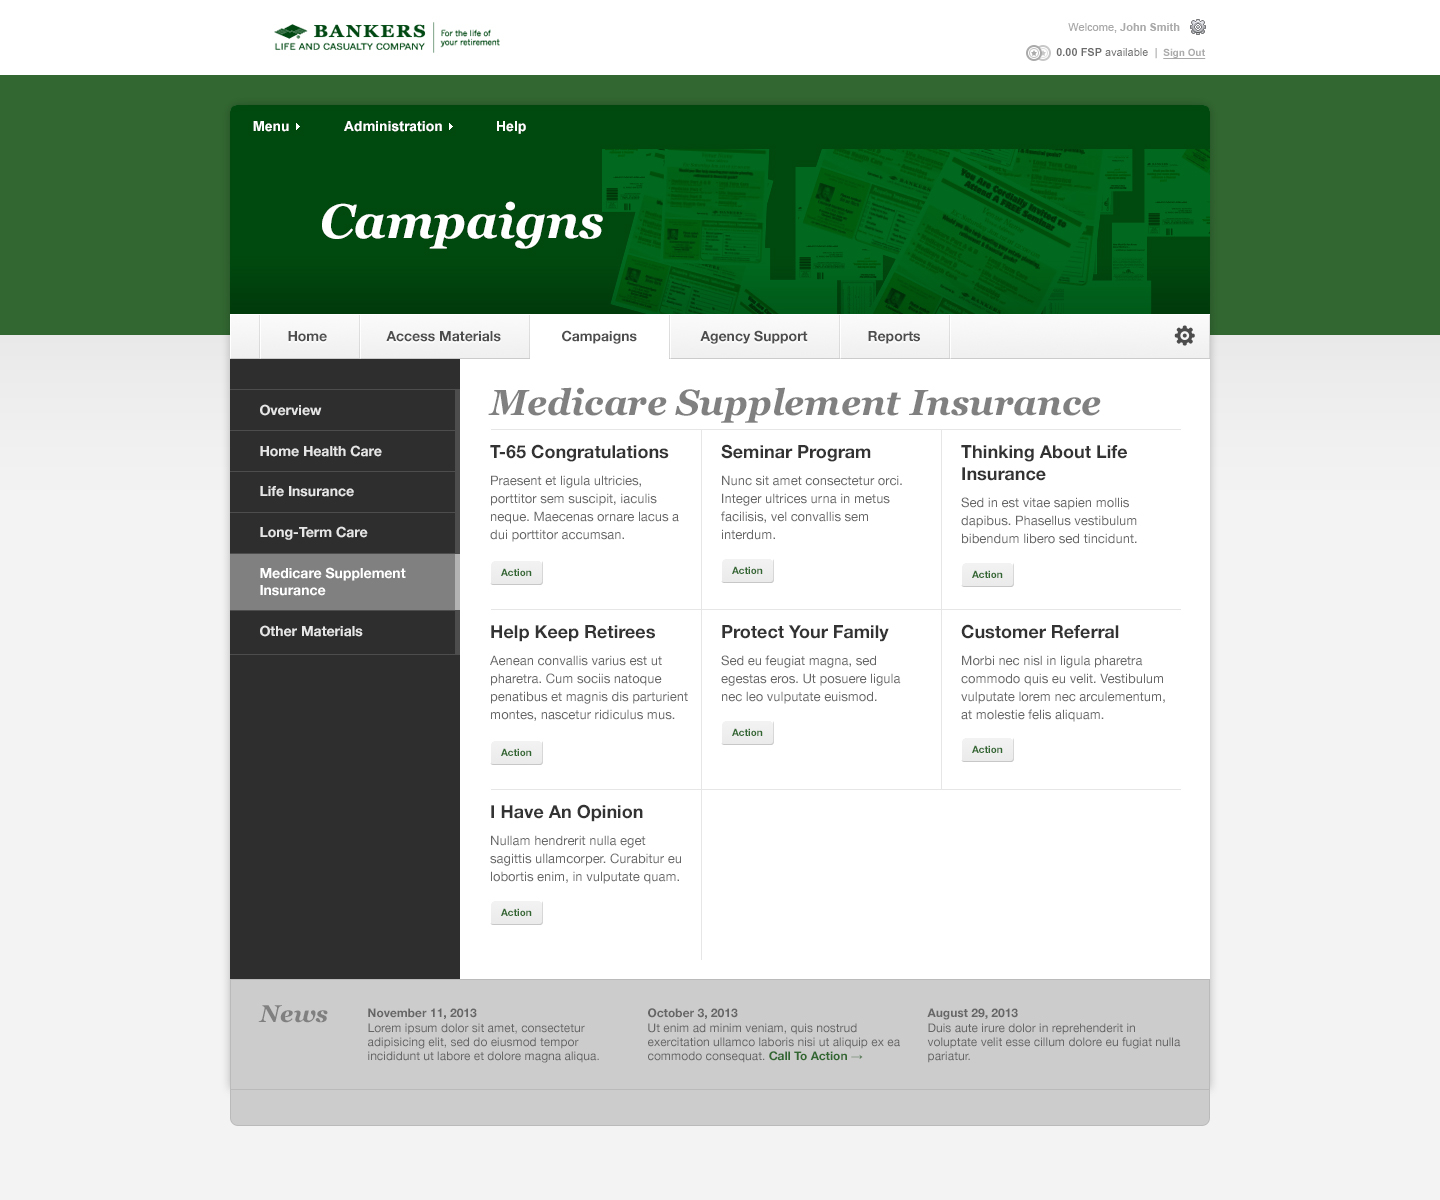 BANKERS
LIFE AND CASUALTY COMPANY
For the life of
your retirement
Welcome, John Smith
0.00 FSP available | Sign Out
Menu Administration Help
Campaigns
BANKERS
You Are Cordially Invited to
Attend A FREE Seminar!
Home Access Materials Campaigns Agency Support Reports
Overview
Home Health Care
Life Insurance
Long-Term Care
Medicare Supplement
Insurance
Other Materials
Medicare Supplement Insurance
T-65 Congratulations
Praesent et ligula ultricies,
porttitor sem suscipit, iaculis
neque. Maecenas ornare lacus a
dui porttitor accumsan.
Action
Seminar Program
Nunc sit amet consectetur orci.
Integer ultrices urna in metus
facilisis, vel convallis sem
interdum.
Action
Thinking About Life
Insurance
Sed in est vitae sapien mollis
dapibus. Phasellus vestibulum
bibendum libero sed tincidunt.
Action
Help Keep Retirees
Aenean convallis varius est ut
pharetra. Cum sociis natoque
penatibus et magnis dis parturient
montes, nascetur ridiculus mus.
Action
Protect Your Family
Sed eu feugiat magna, sed
egestas eros. Ut posuere ligula
nec leo vulputate euismod.
Action
Customer Referral
Morbi nec nisl in ligula pharetra
commodo quis eu velit. Vestibulum
vulputate lorem nec arculementum,
at molestie felis aliquam.
Action
I Have An Opinion
Nullam hendrerit nulla eget
sagittis ullamcorper. Curabitur eu
lobortis enim, in vulputate quam.
Action
News
November 11, 2013
Lorem ipsum dolor sit amet, consectetur
adipisicing elit, sed do eiusmod tempor
incididunt ut labore et dolore magna aliqua.
October 3, 2013
Ut enim ad minim veniam, quis nostrud
exercitation ullamco laboris nisi ut aliquip ex ea
commodo consequat. Call To Action →
August 29, 2013
Duis aute irure dolor in reprehenderit in
voluptate velit esse cillum dolore eu fugiat nulla
pariatur.